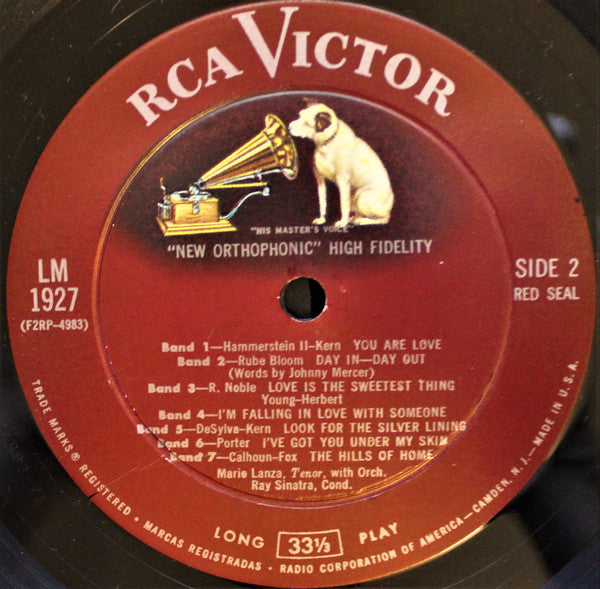 RCA VICTOR
"HIS MASTER'S VOICE"
"NEW ORTHOPHONIC" HIGH FIDELITY
LM
1927
(F2RP-4983)
SIDE 2
RED SEAL
Band 1—Hammerstein II-Kern YOU ARE LOVE
Band 2—Rube Bloom DAY IN—DAY OUT
(Words by Johnny Mercer)
Band 3—R. Noble LOVE IS THE SWEETEST THING
Young-Herbert
Band 4—I'M FALLING IN LOVE WITH SOMEONE
Band 5—DeSylva-Kern LOOK FOR THE SILVER LINING
Band 6—Porter I'VE GOT YOU UNDER MY SKIN
Band 7—Calhoun-Fox THE HILLS OF HOME
Mario Lanza, Tenor, with Orch.
Ray Sinatra, Cond.
LONG 33⅓ PLAY
TRADE MARKS ® REGISTERED • MARCAS REGISTRADAS • RADIO CORPORATION OF AMERICA—CAMDEN, N. J.—MADE IN U. S. A.